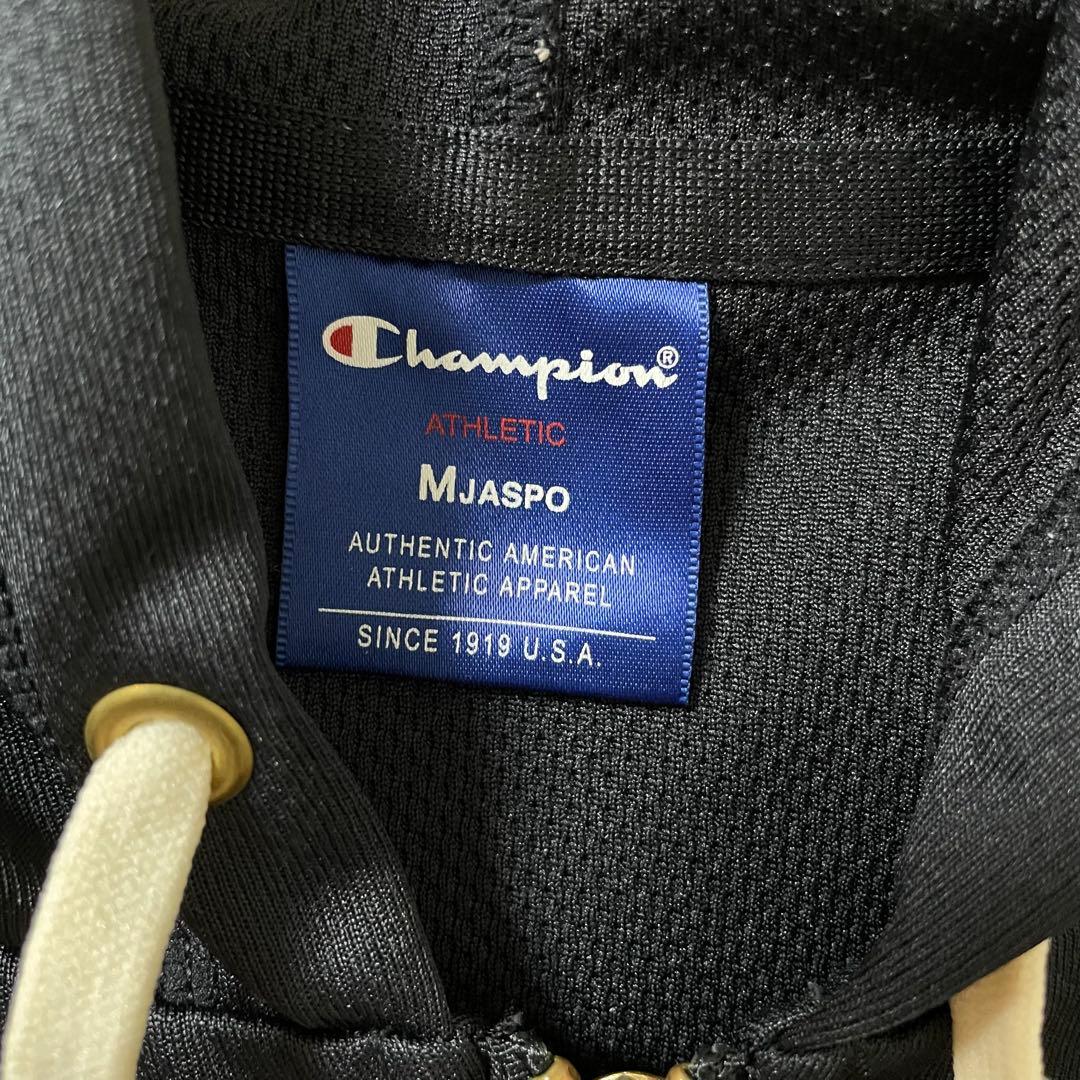 Champion®
ATHLETIC
MJASPO
AUTHENTIC AMERICAN
ATHLETIC APPAREL
SINCE 1919 U.S.A.